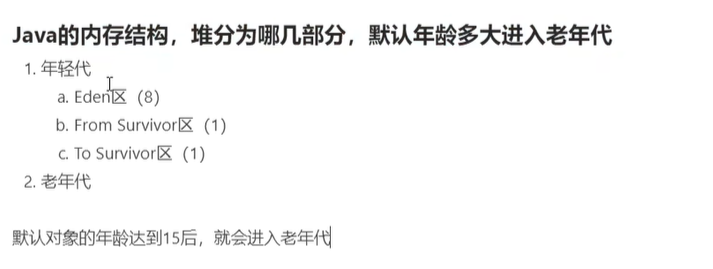 Java的内存结构，堆分为哪几部分，默认年龄多大进入老年代
1. 年轻代
a. Eden区（8）
b. From Survivor区（1）
c. To Survivor区（1）
2. 老年代
默认对象的年龄达到15后，就会进入老年代